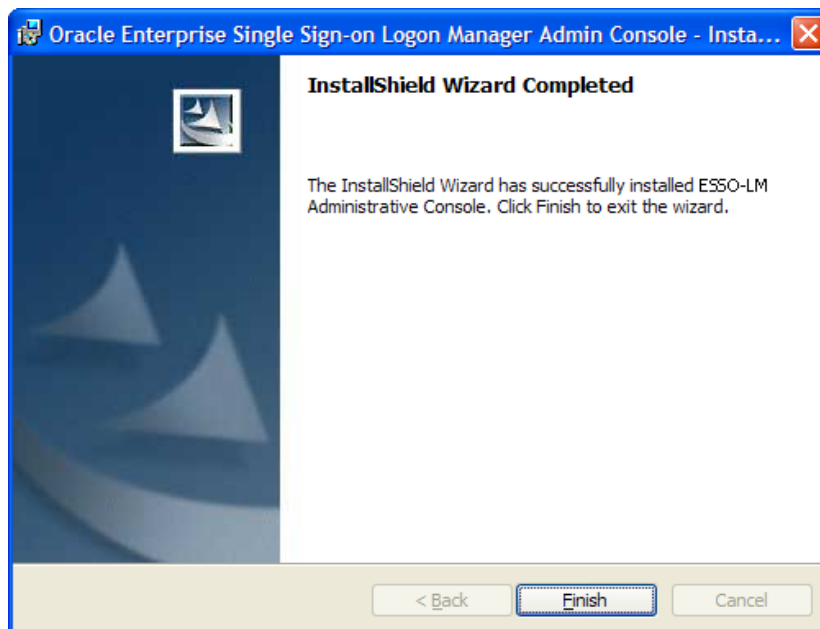 Oracle Enterprise Single Sign-on Logon Manager Admin Console - Insta...
InstallShield Wizard Completed
The InstallShield Wizard has successfully installed ESSO-LM
Administrative Console. Click Finish to exit the wizard.
< Back
Finish
Cancel